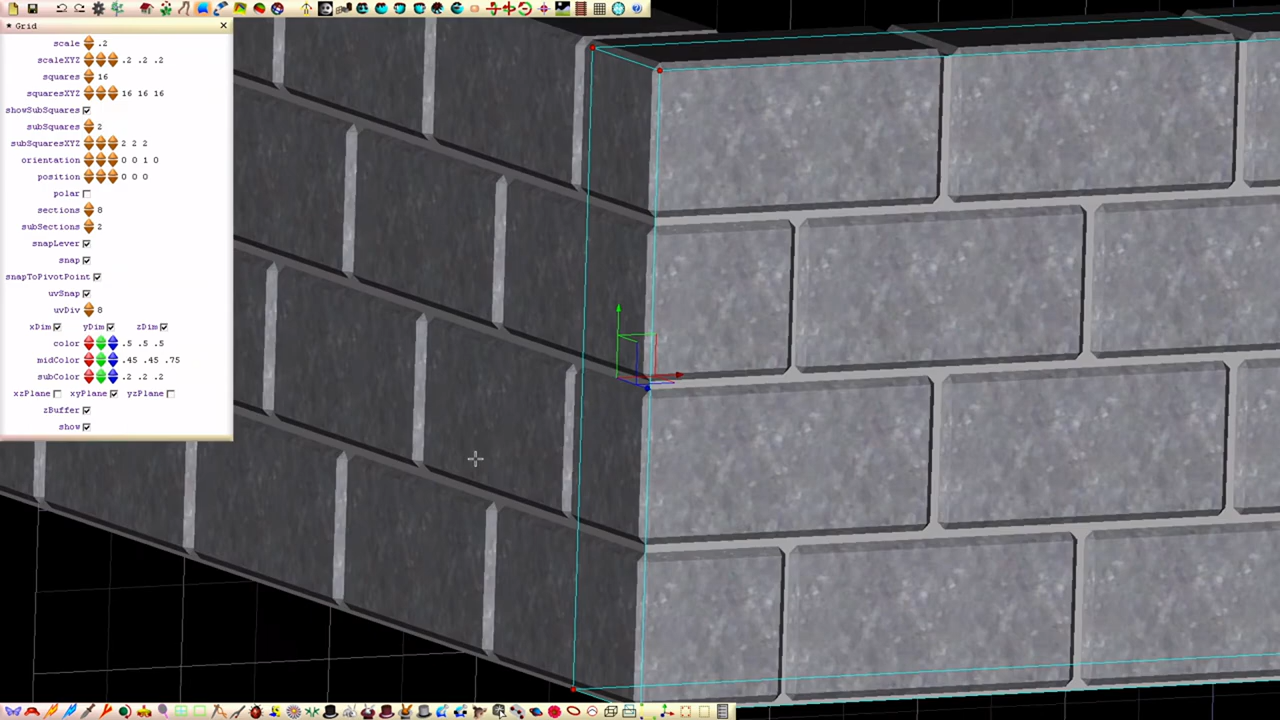 Grid
scale .2
scaleXYZ .2 .2 .2
squares 16
squaresXYZ 16 16 16
showSubSquares
subSquares 2
subSquaresXYZ 2 2 2
orientation 0 0 1 0
position 0 0 0
polar
sections 8
subSections 2
snapLever
snap
snapToPivotPoint
uvSnap
uvDiv 8
xDim yDim zDim
color .5 .5 .5
midColor .45 .45 .75
subColor .2 .2 .2
xzPlane xyPlane yzPlane
zBuffer
show